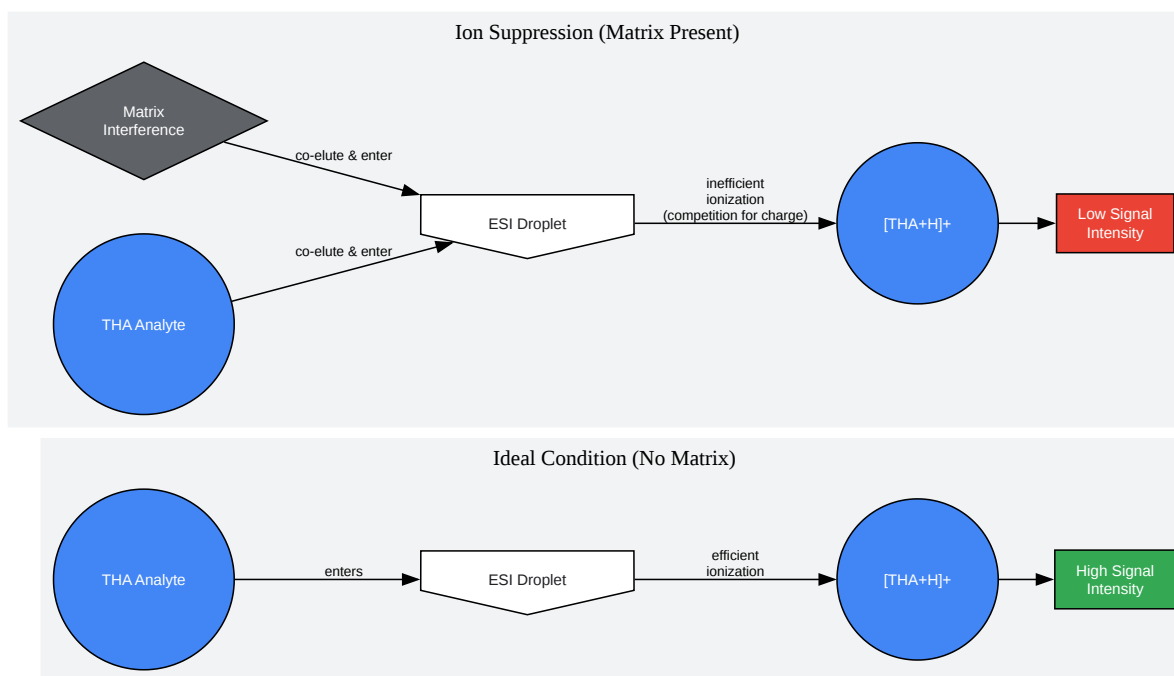 Ion Suppression (Matrix Present)
Matrix
Interference
co-elute & enter
THA Analyte
co-elute & enter
ESI Droplet
inefficient
ionization
(competition for charge)
[THA+H]+
Low Signal
Intensity
Ideal Condition (No Matrix)
THA Analyte
enters
ESI Droplet
efficient
ionization
[THA+H]+
High Signal
Intensity